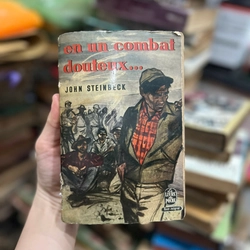 en un combat
douteux...
JOHN STEINBECK